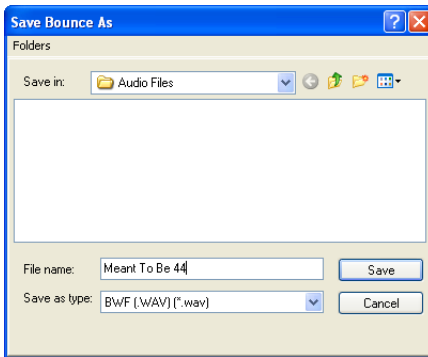 Save Bounce As
Folders
Save in: Audio Files
File name: Meant To Be 44
Save
Save as type: BWF (.WAV) (*.wav)
Cancel